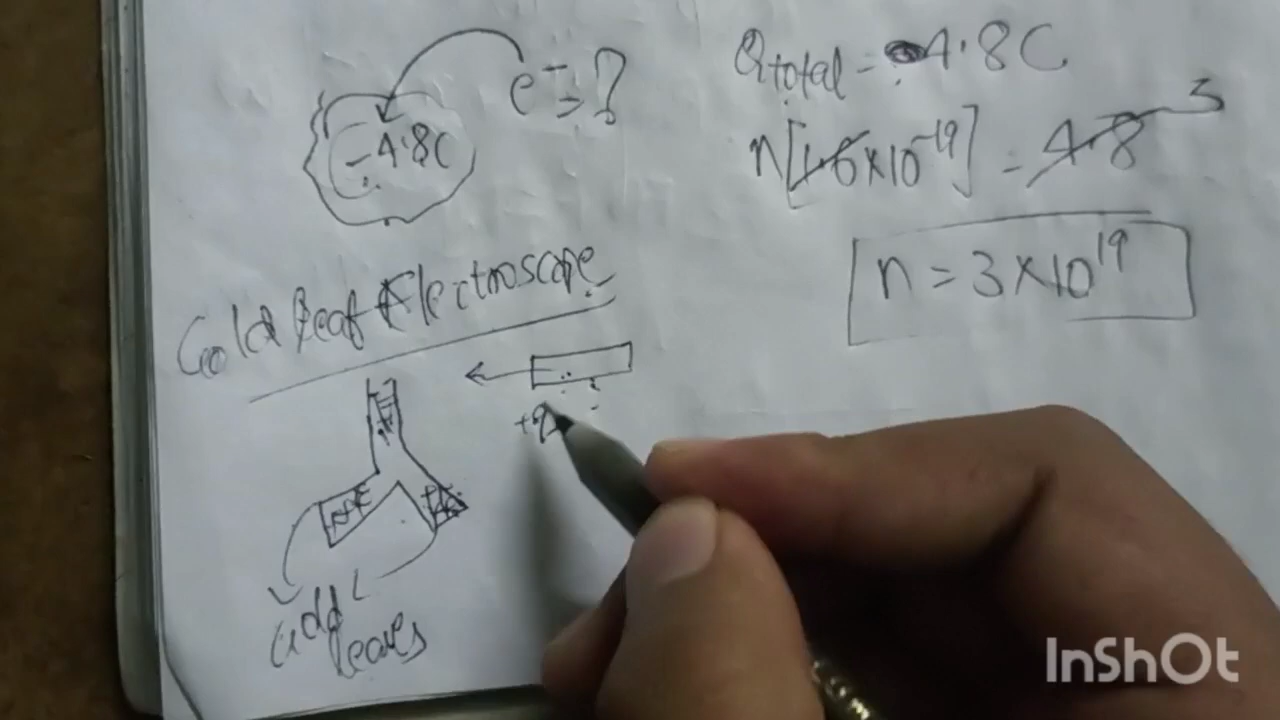 e⁻ = ?
-4.8C
Qtotal = 4.8C
n[1.6×10⁻¹⁹] = 4.8 3
n = 3×10¹⁹
Gold Leaf Electroscope
+q
Gold
leaves
InShOt